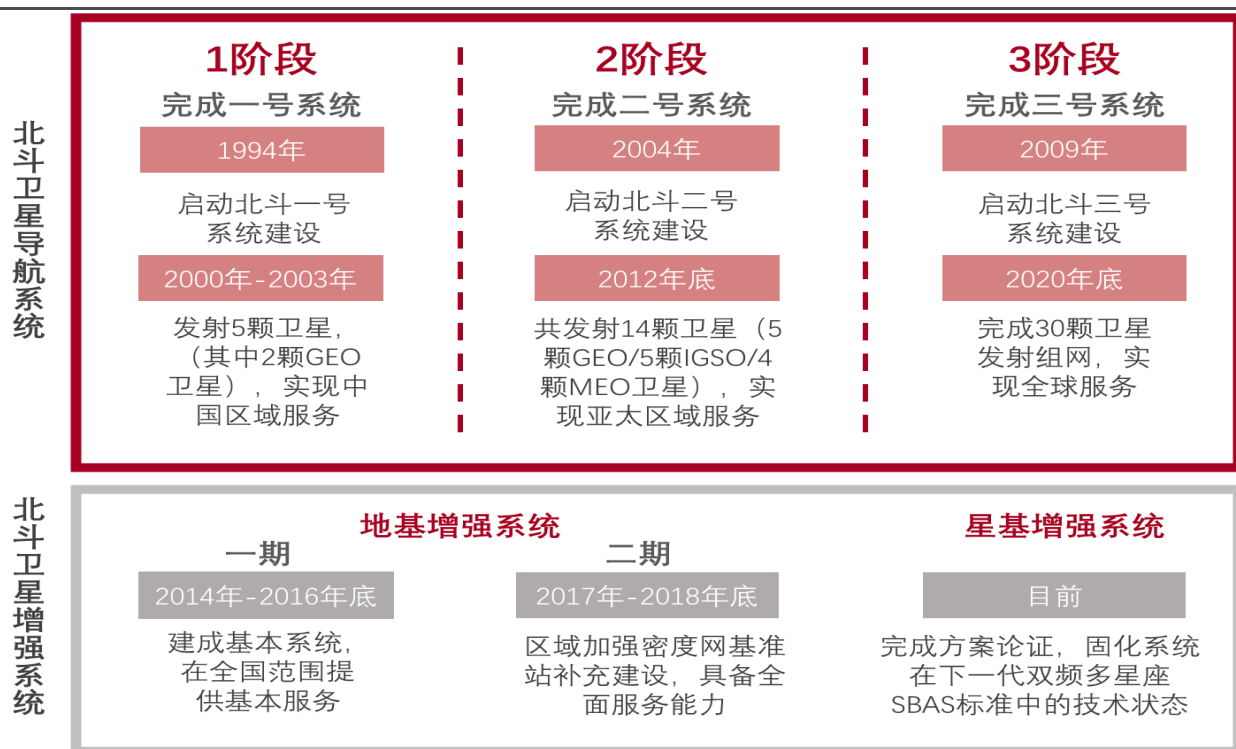 北斗卫星导航系统
1阶段
完成一号系统
1994年
启动北斗一号
系统建设
2000年-2003年
发射5颗卫星，
（其中2颗GEO
卫星），实现中
国区域服务
2阶段
完成二号系统
2004年
启动北斗二号
系统建设
2012年底
共发射14颗卫星（5
颗GEO/5颗IGSO/4
颗MEO卫星），实
现亚太区域服务
3阶段
完成三号系统
2009年
启动北斗三号
系统建设
2020年底
完成30颗卫星
发射组网，实
现全球服务
北斗卫星增强系统
地基增强系统
一期
2014年-2016年底
建成基本系统，
在全国范围提
供基本服务
二期
2017年-2018年底
区域加强密度网基准
站补充建设，具备全
面服务能力
星基增强系统
目前
完成方案论证，固化系统
在下一代双频多星座
SBAS标准中的技术状态